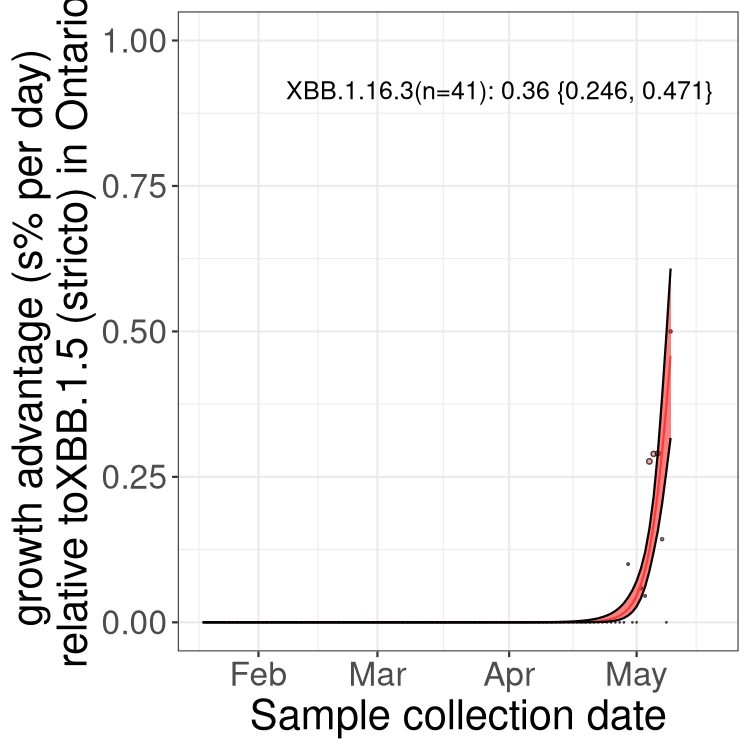 growth advantage (s% per day)
relative toXBB.1.5 (stricto) in Ontario
1.00
0.75
0.50
0.25
0.00
XBB.1.16.3(n=41): 0.36 {0.246, 0.471}
Feb Mar Apr May
Sample collection date